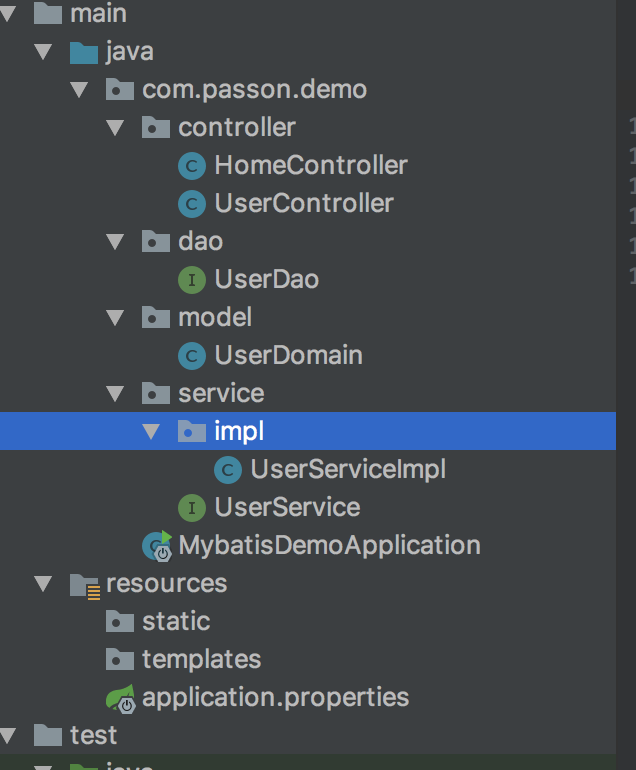 main
java
com.passon.demo
controller
HomeController
UserController
dao
UserDao
model
UserDomain
service
impl
UserServiceImpl
UserService
MybatisDemoApplication
resources
static
templates
application.properties
test